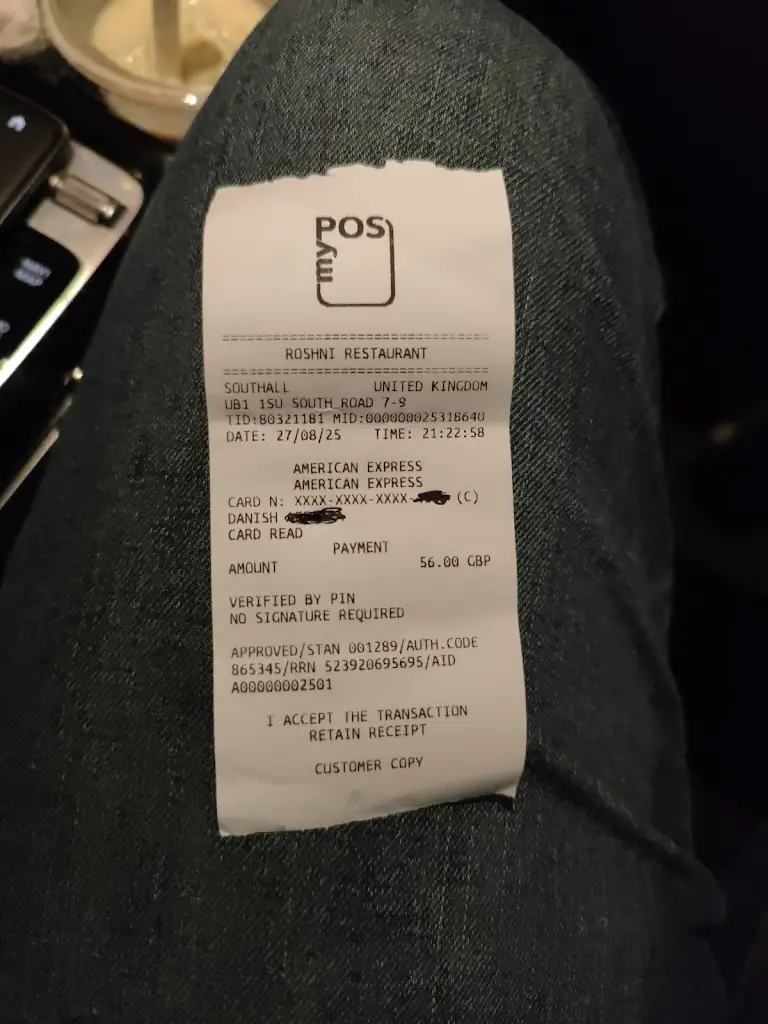 myPOS
ROSHNI RESTAURANT
SOUTHALL UNITED KINGDOM
UB1 1SU SOUTH ROAD 7-9
TID:80321181 MID:000000025318640
DATE: 27/08/25 TIME: 21:22:58
AMERICAN EXPRESS
AMERICAN EXPRESS
CARD N: XXXX-XXXX-XXXX- (C)
DANISH
CARD READ
PAYMENT
AMOUNT 56.00 GBP
VERIFIED BY PIN
NO SIGNATURE REQUIRED
APPROVED/STAN 001289/AUTH.CODE
865345/RRN 523920695695/AID
A00000002501
I ACCEPT THE TRANSACTION
RETAIN RECEIPT
CUSTOMER COPY